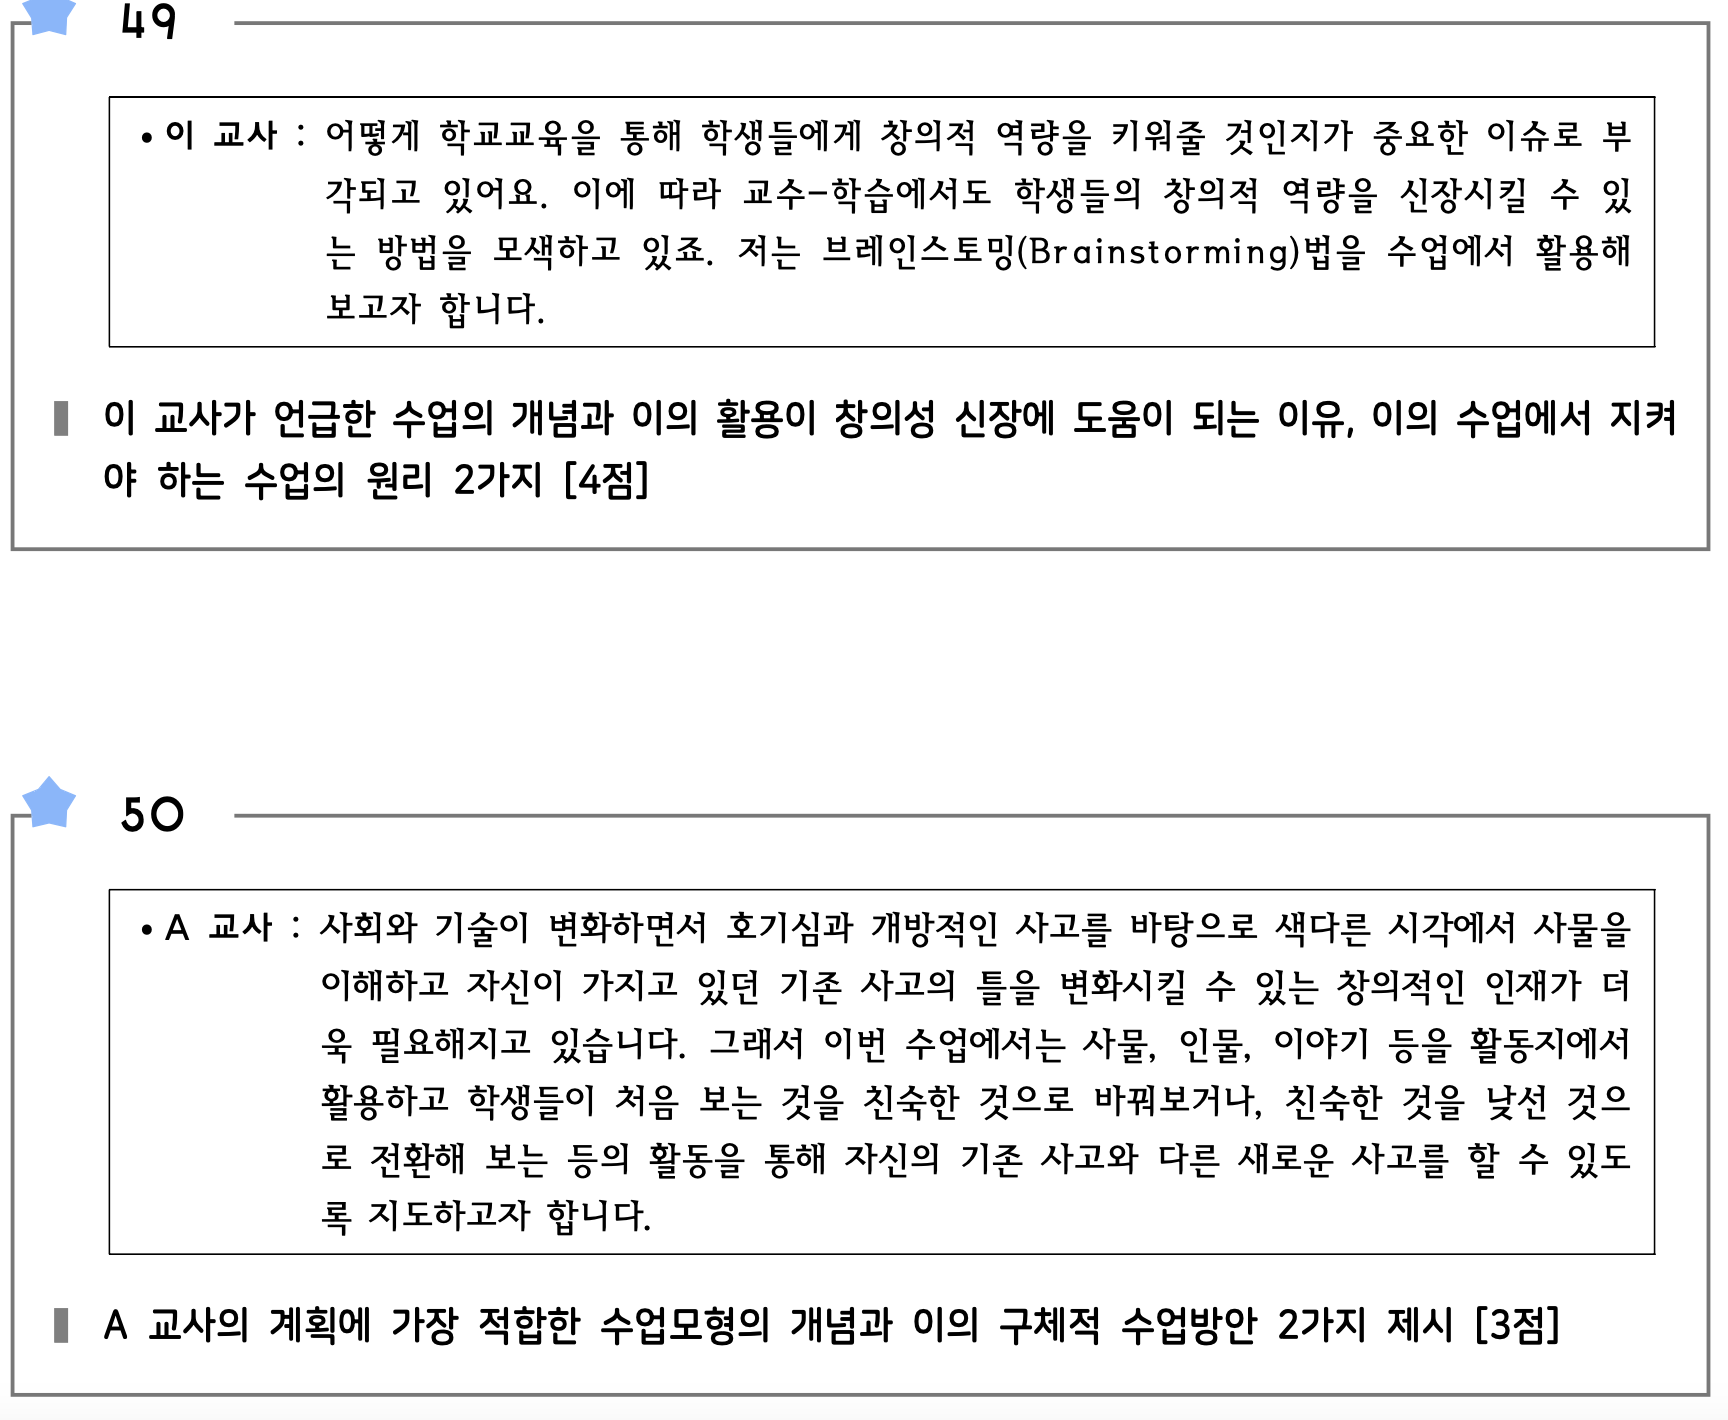 49
• 이 교사 : 어떻게 학교교육을 통해 학생들에게 창의적 역량을 키워줄 것인지가 중요한 이슈로 부
각되고 있어요. 이에 따라 교수-학습에서도 학생들의 창의적 역량을 신장시킬 수 있
는 방법을 모색하고 있죠. 저는 브레인스토밍(Brainstorming)법을 수업에서 활용해
보고자 합니다.
이 교사가 언급한 수업의 개념과 이의 활용이 창의성 신장에 도움이 되는 이유, 이의 수업에서 지켜
야 하는 수업의 원리 2가지 [4점]
50
• A 교사 : 사회와 기술이 변화하면서 호기심과 개방적인 사고를 바탕으로 색다른 시각에서 사물을
이해하고 자신이 가지고 있던 기존 사고의 틀을 변화시킬 수 있는 창의적인 인재가 더
욱 필요해지고 있습니다. 그래서 이번 수업에서는 사물, 인물, 이야기 등을 활동지에서
활용하고 학생들이 처음 보는 것을 친숙한 것으로 바꿔보거나, 친숙한 것을 낯선 것으
로 전환해 보는 등의 활동을 통해 자신의 기존 사고와 다른 새로운 사고를 할 수 있도
록 지도하고자 합니다.
A 교사의 계획에 가장 적합한 수업모형의 개념과 이의 구체적 수업방안 2가지 제시 [3점]